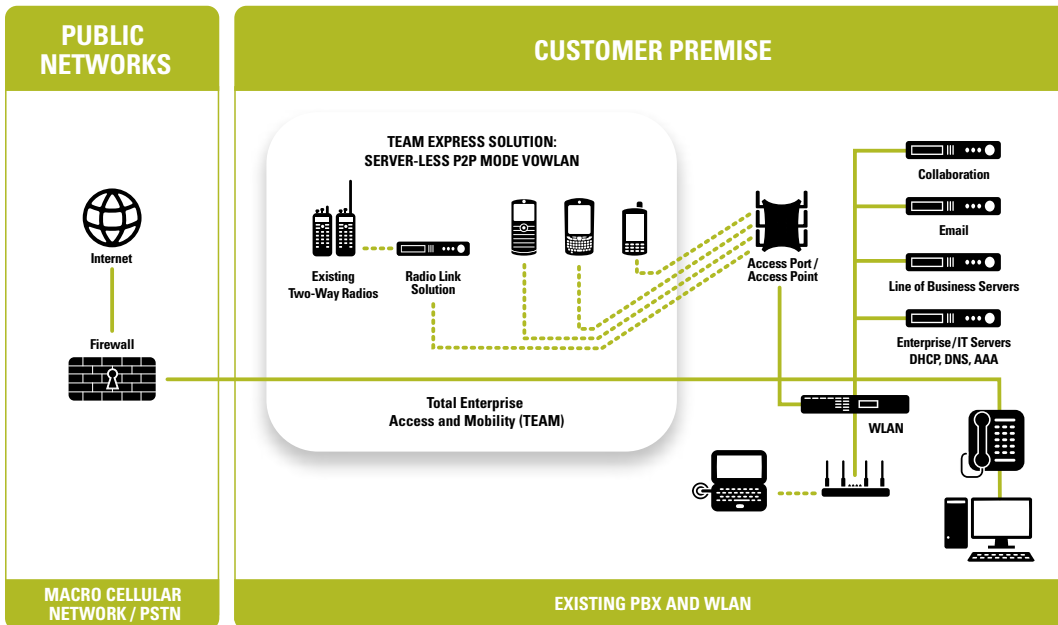 PUBLIC
NETWORKS
CUSTOMER PREMISE
TEAM EXPRESS SOLUTION:
SERVER-LESS P2P MODE VOWLAN
Internet
Existing
Two-Way Radios
Radio Link
Solution
Access Port /
Access Point
Collaboration
Email
Line of Business Servers
Enterprise/IT Servers
DHCP, DNS, AAA
Firewall
Total Enterprise
Access and Mobility (TEAM)
WLAN
MACRO CELLULAR
NETWORK / PSTN
EXISTING PBX AND WLAN